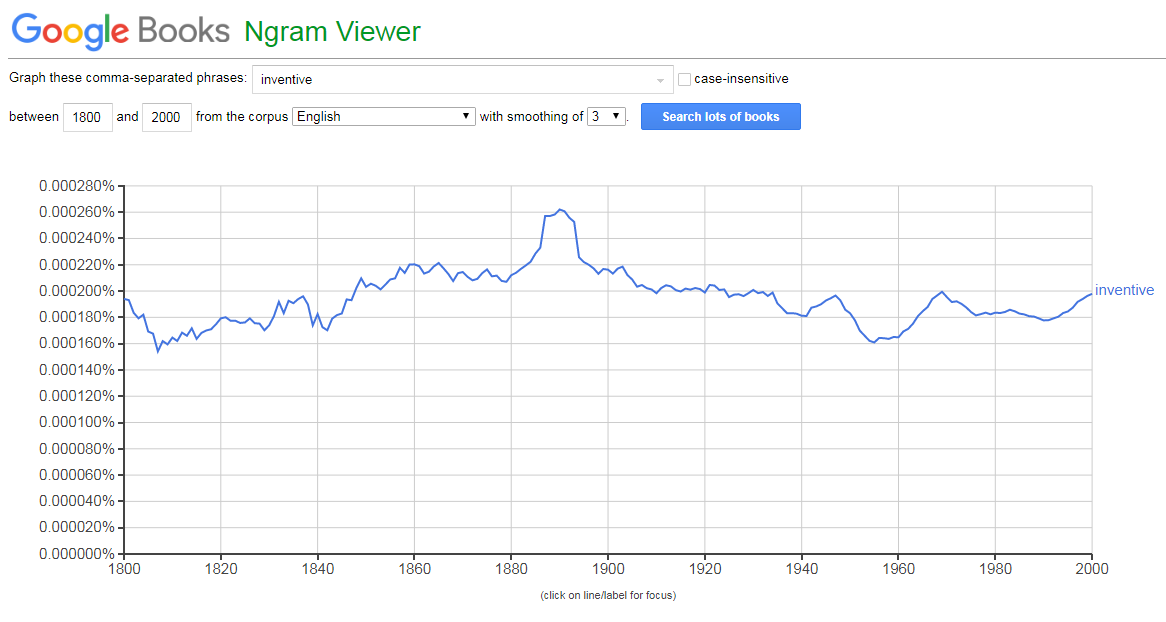 Google Books Ngram Viewer
Graph these comma-separated phrases: inventive case-insensitive
between 1800 and 2000 from the corpus English with smoothing of 3 . Search lots of books
0.000280%
0.000260%
0.000240%
0.000220%
0.000200%
inventive
0.000180%
0.000160%
0.000140%
0.000120%
0.000100%
0.000080%
0.000060%
0.000040%
0.000020%
0.000000%
1800 1820 1840 1860 1880 1900 1920 1940 1960 1980 2000
(click on line/label for focus)